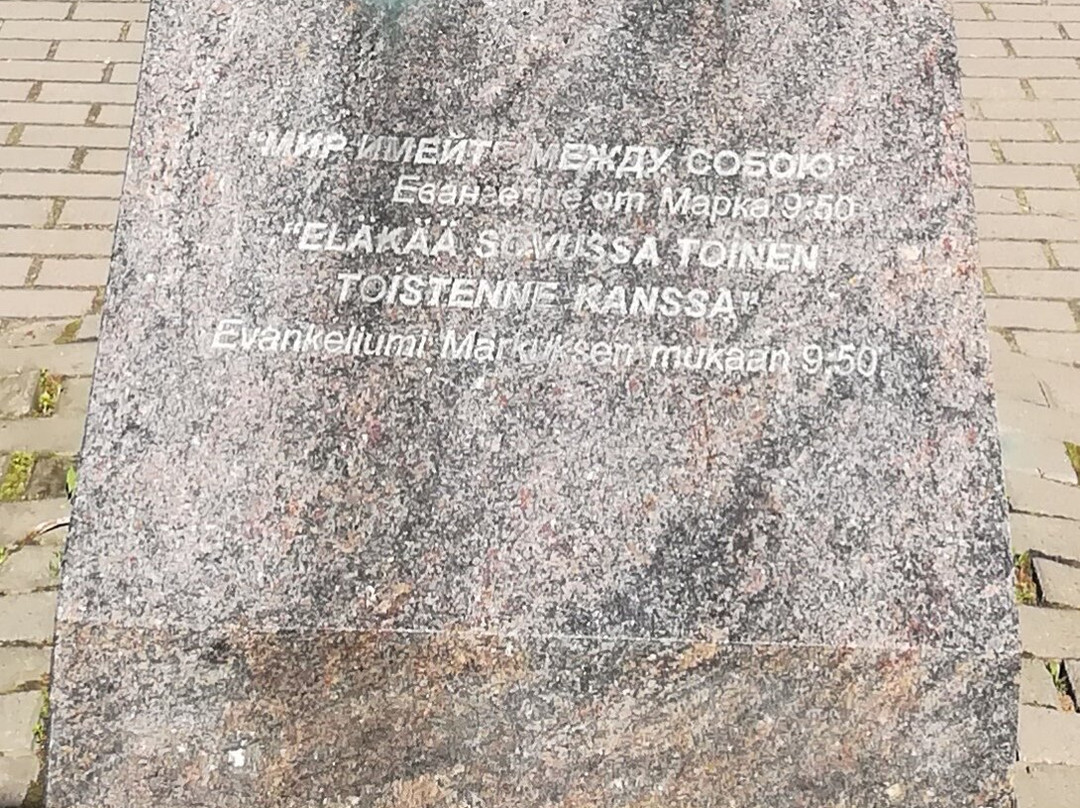 "МИР ИМЕЙТЕ МЕЖДУ СОБОЮ"
Евангелие от Марка 9:50
"ELÄKÄÄ SOVUSSA TOINEN
TOISTENNE KANSSA"
Evankeliumi Markuksen mukaan 9:50.